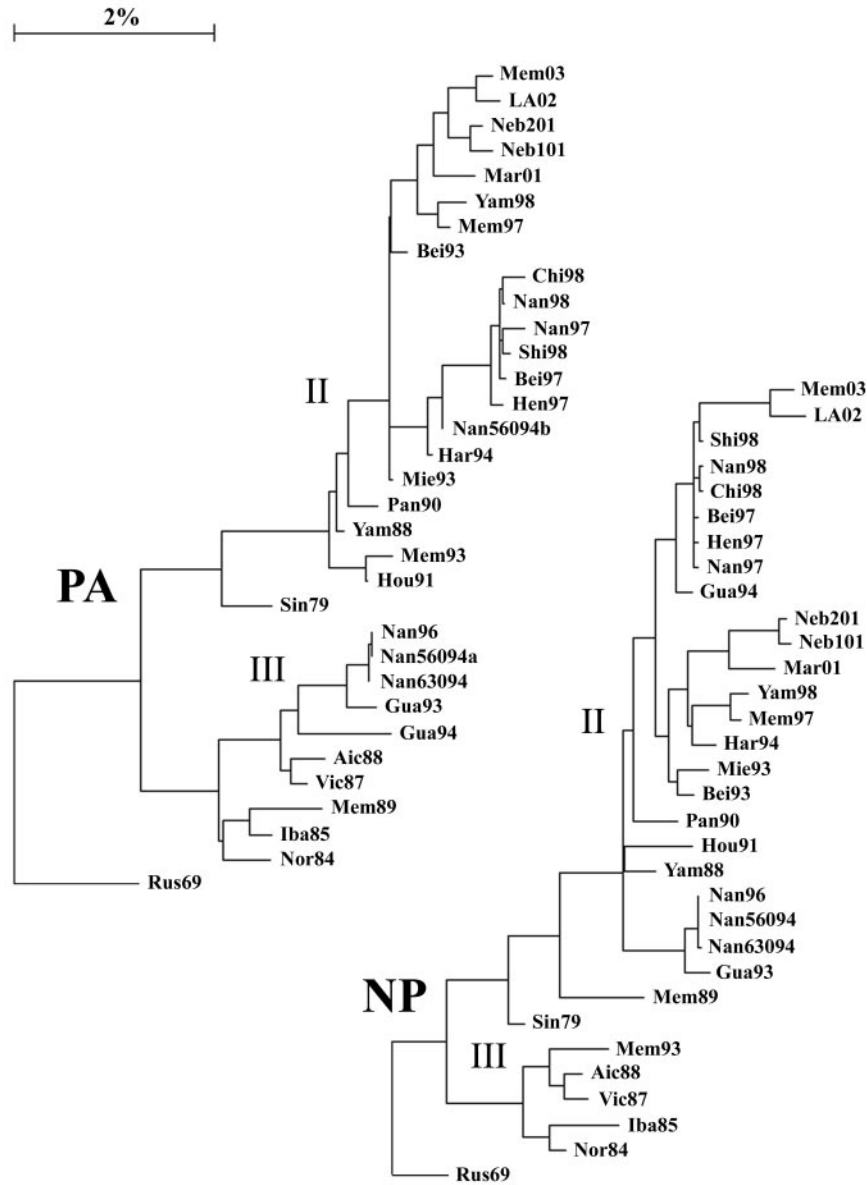 2%
Mem03
LA02
Neb201
Neb101
Mar01
Yam98
Mem97
Bei93
Chi98
Nan98
Nan97
Shi98
Bei97
Hen97
Nan56094b
Har94
Mie93
Pan90
Yam88
Mem93
Hou91
Sin79
II
PA
Nan96
Nan56094a
Nan63094
Gua93
Gua94
Aic88
Vic87
Mem89
Iba85
Nor84
III
Rus69
Mem03
LA02
Shi98
Nan98
Chi98
Bei97
Hen97
Nan97
Gua94
Neb201
Neb101
Mar01
Yam98
Mem97
Har94
Mie93
Bei93
Pan90
Hou91
Yam88
Nan96
Nan56094
Nan63094
Gua93
Mem89
Sin79
II
NP
Mem93
Aic88
Vic87
Iba85
Nor84
III
Rus69